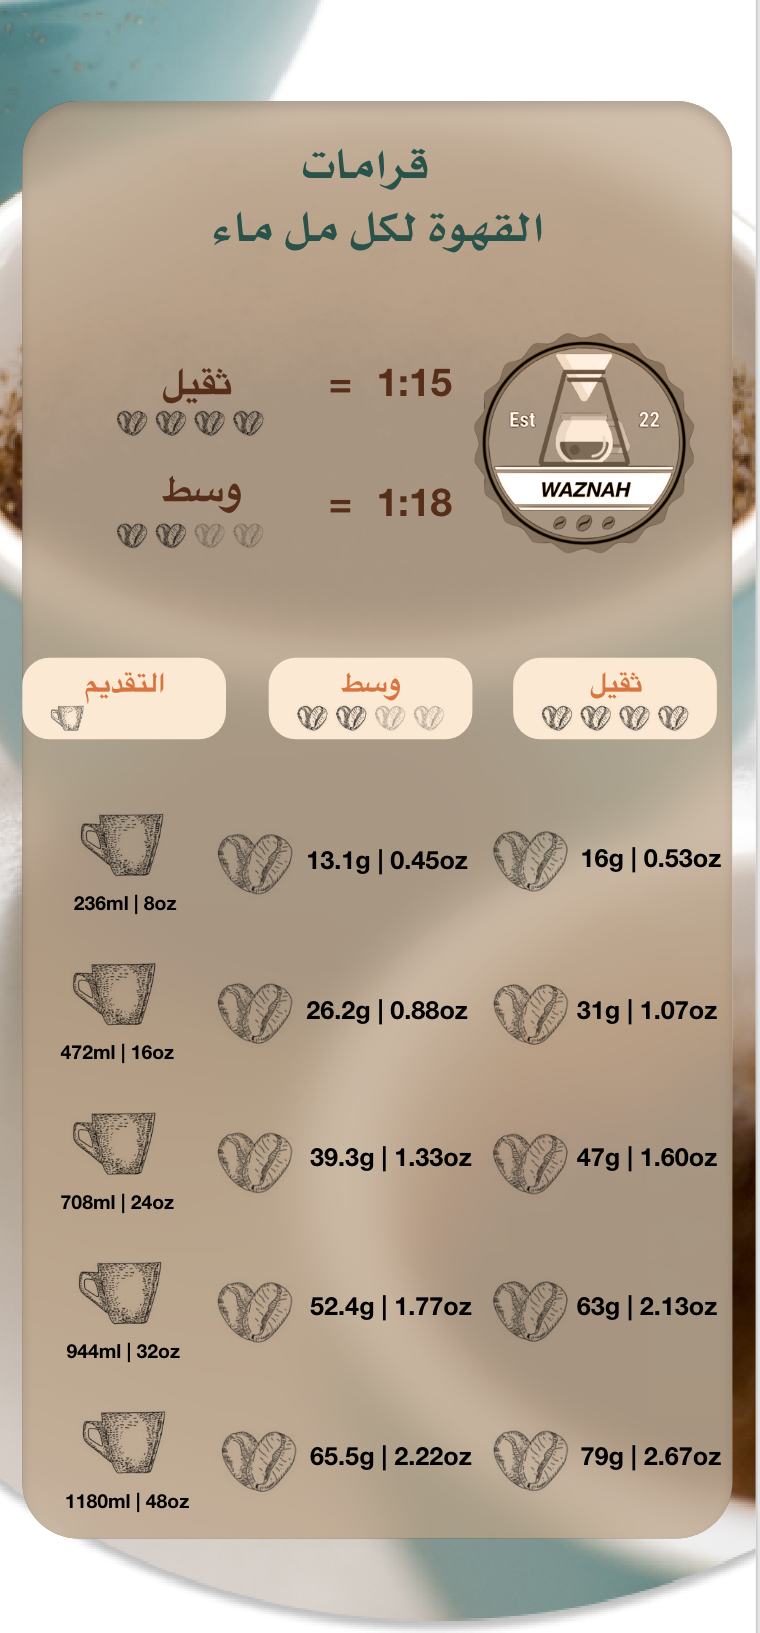 قرامات
القهوة لكل مل ماء
ثقيل = 1:15
وسط = 1:18
Est 22
WAZNAH
التقديم وسط ثقيل
13.1g | 0.45oz 16g | 0.53oz
236ml | 8oz
26.2g | 0.88oz 31g | 1.07oz
472ml | 16oz
39.3g | 1.33oz 47g | 1.60oz
708ml | 24oz
52.4g | 1.77oz 63g | 2.13oz
944ml | 32oz
65.5g | 2.22oz 79g | 2.67oz
1180ml | 48oz